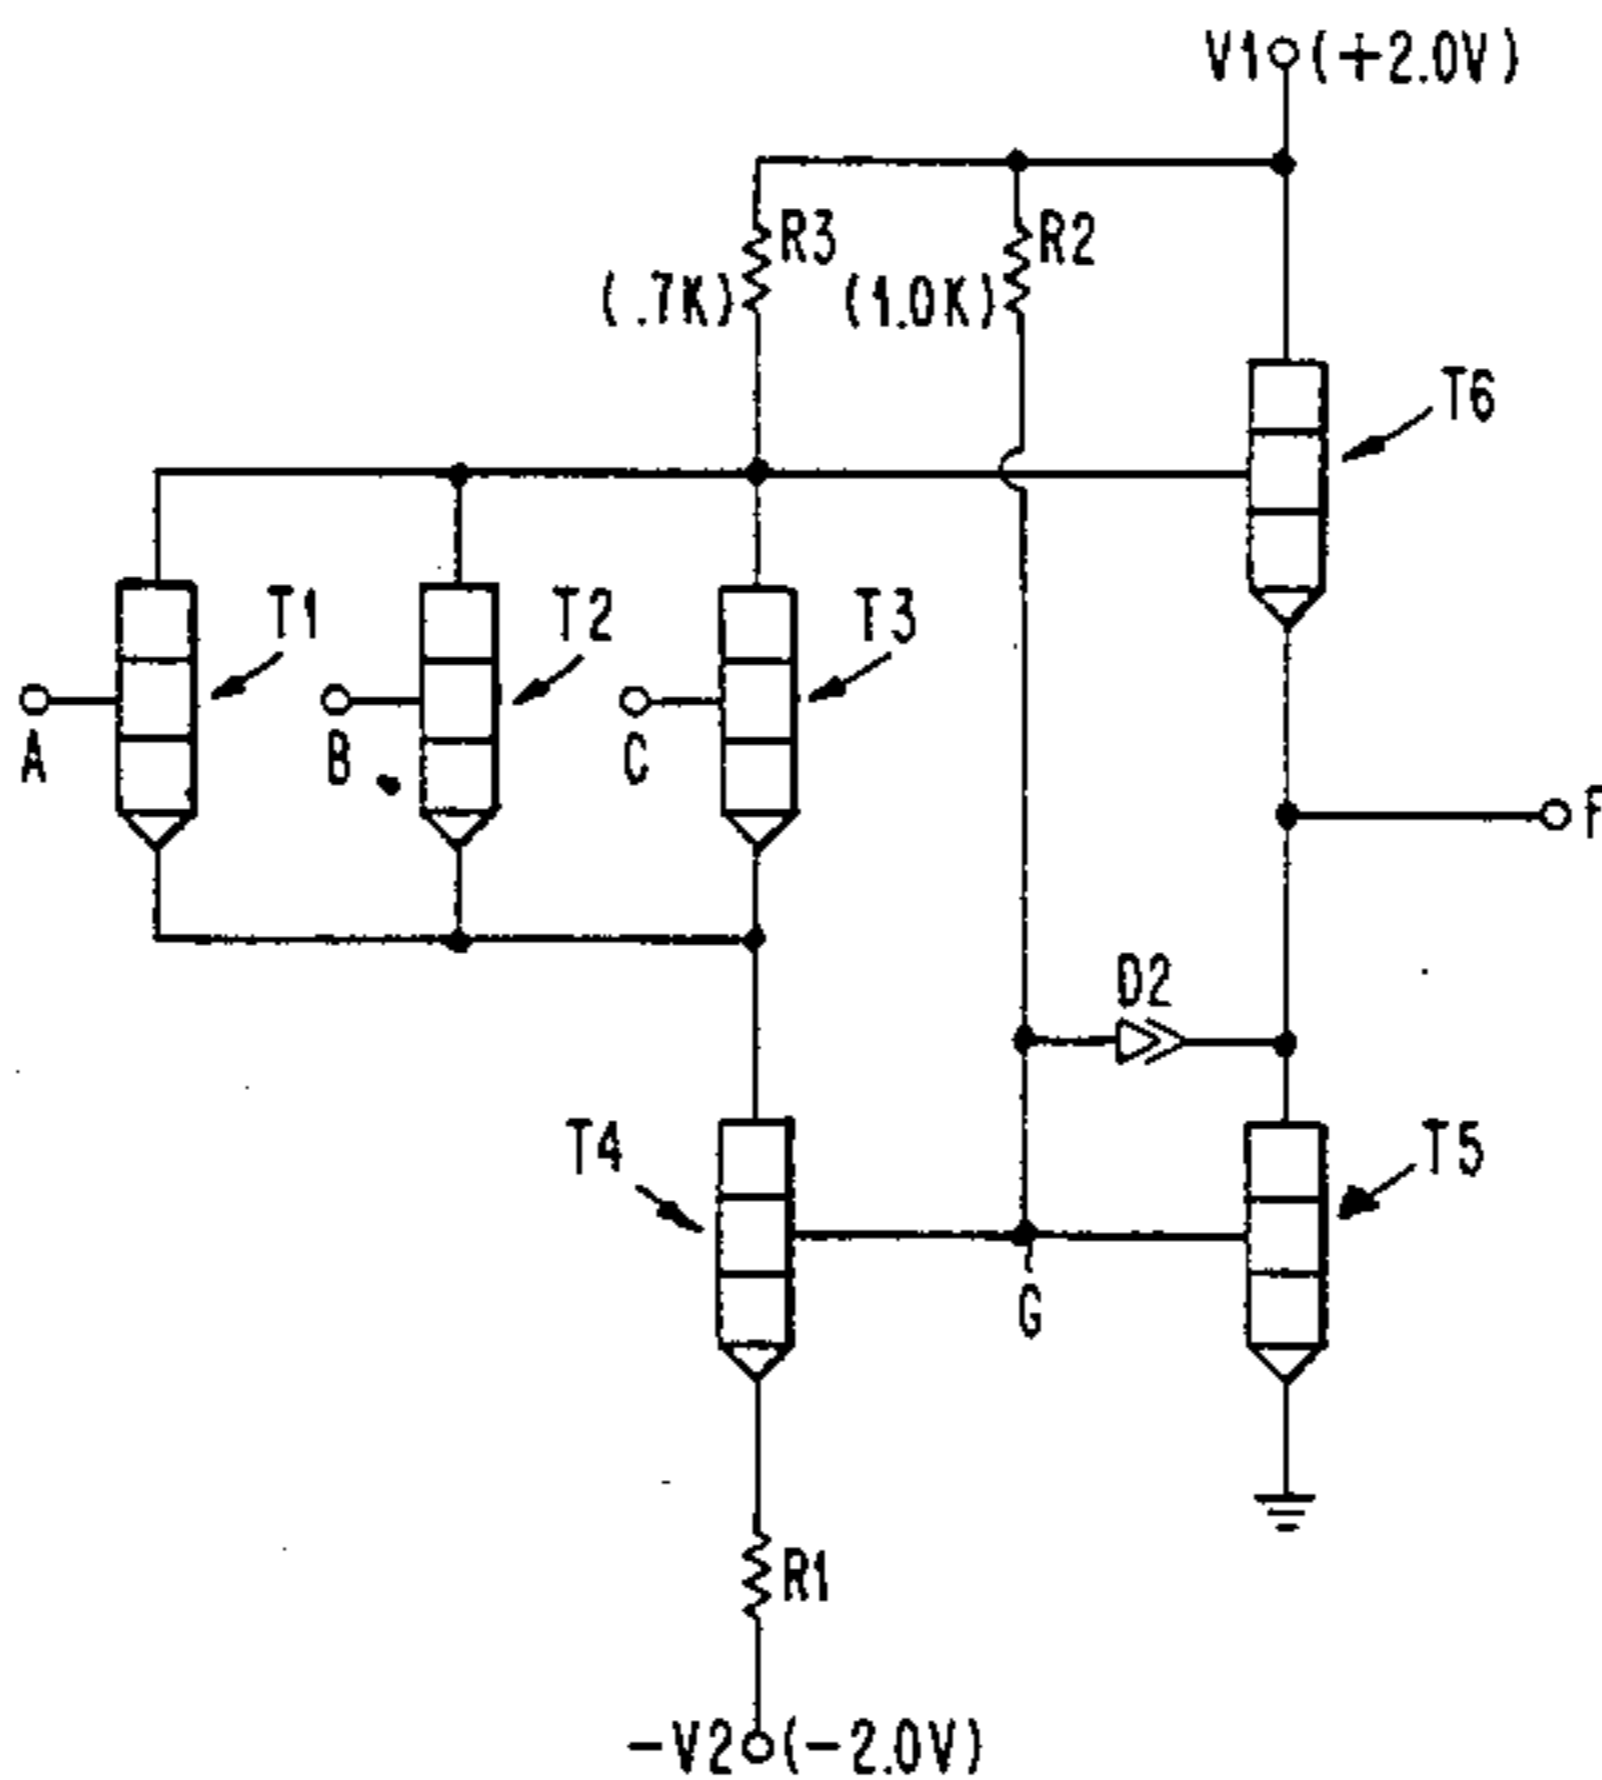 V1 (+2.0V)
R3
(.7K)
R2
(1.0K)
T6
T1
T2
T3
A
B
C
F
D2
T4
T5
G
R1
-V2 (-2.0V)